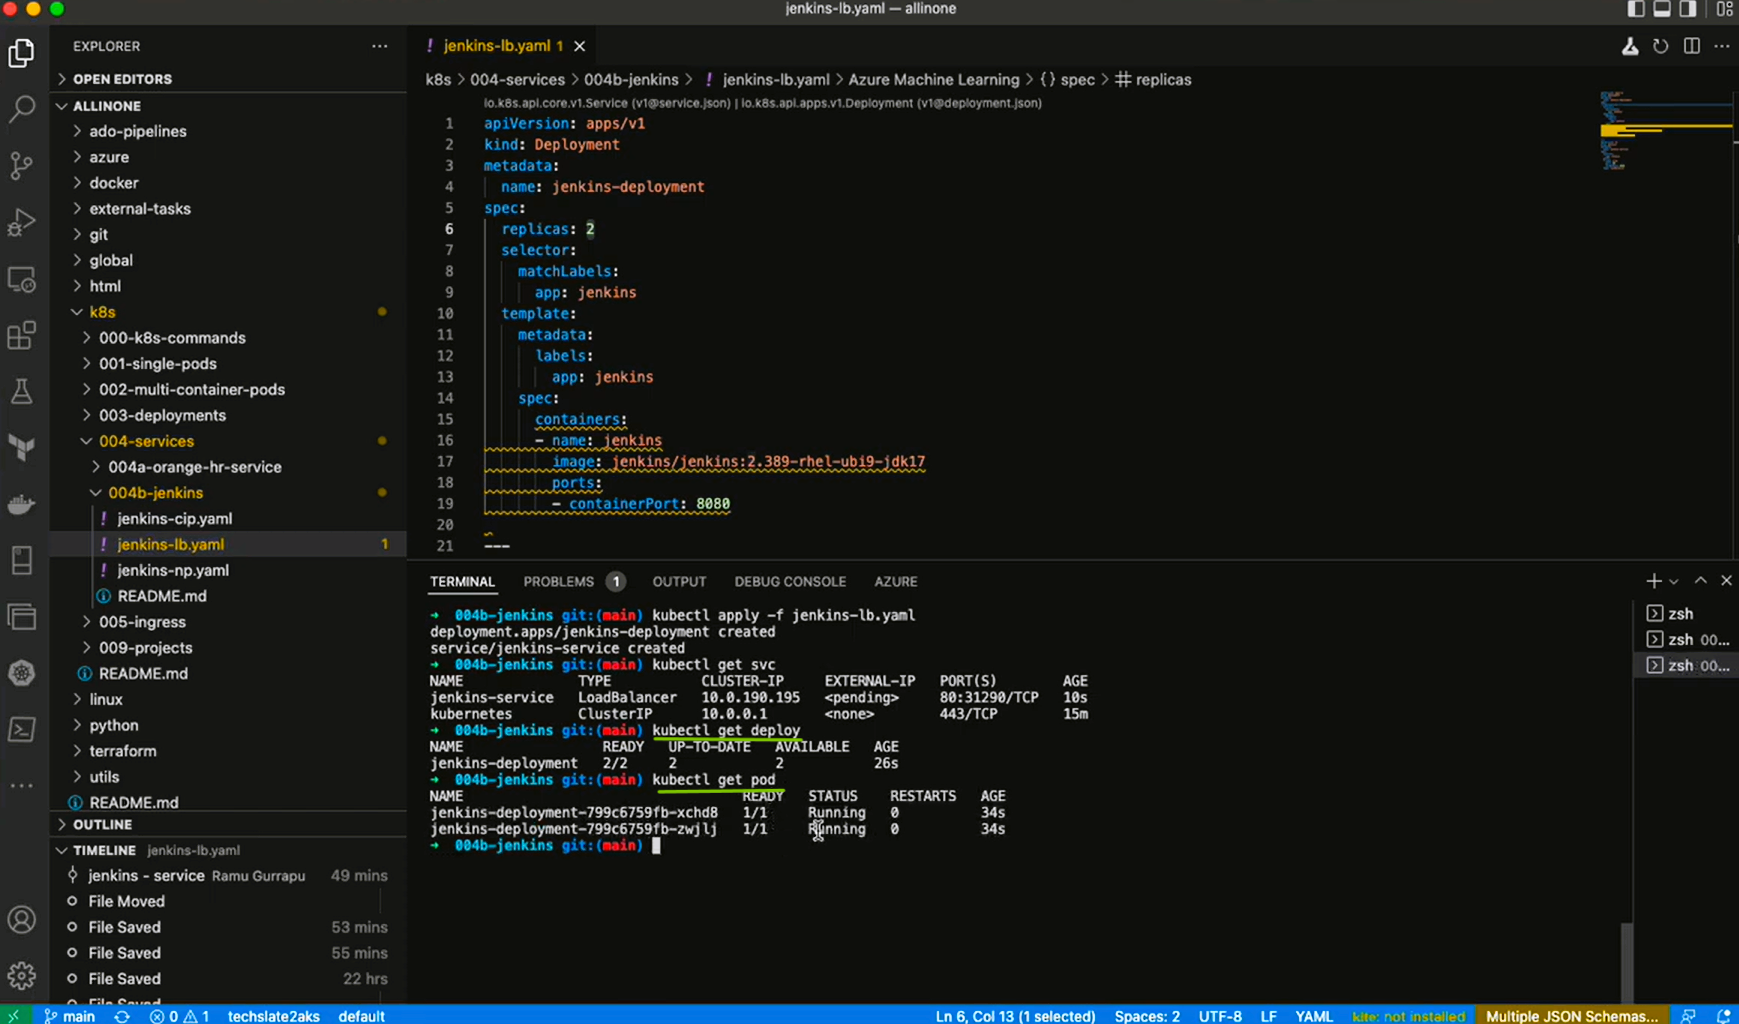 jenkins-lb.yaml — allinone
EXPLORER
OPEN EDITORS
ALLINONE
ado-pipelines
azure
docker
external-tasks
git
global
html
k8s
000-k8s-commands
001-single-pods
002-multi-container-pods
003-deployments
004-services
004a-orange-hr-service
004b-jenkins
! jenkins-cip.yaml
! jenkins-lb.yaml 1
! jenkins-np.yaml
README.md
005-ingress
009-projects
README.md
linux
python
terraform
utils
README.md
OUTLINE
TIMELINE jenkins-lb.yaml
jenkins - service Ramu Gurrapu 49 mins
File Moved
File Saved 53 mins
File Saved 55 mins
File Saved 22 hrs
File Saved
! jenkins-lb.yaml 1
k8s > 004-services > 004b-jenkins > ! jenkins-lb.yaml > Azure Machine Learning > {} spec > # replicas
io.k8s.api.core.v1.Service (v1@service.json) | io.k8s.api.apps.v1.Deployment (v1@deployment.json)
1 apiVersion: apps/v1
2 kind: Deployment
3 metadata:
4 name: jenkins-deployment
5 spec:
6 replicas: 2
7 selector:
8 matchLabels:
9 app: jenkins
10 template:
11 metadata:
12 labels:
13 app: jenkins
14 spec:
15 containers:
16 - name: jenkins
17 image: jenkins/jenkins:2.389-rhel-ubi9-jdk17
18 ports:
19 - containerPort: 8080
20
21 ---
TERMINAL PROBLEMS 1 OUTPUT DEBUG CONSOLE AZURE
→ 004b-jenkins git:(main) kubectl apply -f jenkins-lb.yaml
deployment.apps/jenkins-deployment created
service/jenkins-service created
→ 004b-jenkins git:(main) kubectl get svc
NAME TYPE CLUSTER-IP EXTERNAL-IP PORT(S) AGE
jenkins-service LoadBalancer 10.0.190.195 <pending> 80:31290/TCP 10s
kubernetes ClusterIP 10.0.0.1 <none> 443/TCP 15m
→ 004b-jenkins git:(main) kubectl get deploy
NAME READY UP-TO-DATE AVAILABLE AGE
jenkins-deployment 2/2 2 2 26s
→ 004b-jenkins git:(main) kubectl get pod
NAME READY STATUS RESTARTS AGE
jenkins-deployment-799c6759fb-xchd8 1/1 Running 0 34s
jenkins-deployment-799c6759fb-zwjlj 1/1 Running 0 34s
→ 004b-jenkins git:(main)
zsh
zsh 00...
zsh 00...
main 0 1 techslate2aks default Ln 6, Col 13 (1 selected) Spaces: 2 UTF-8 LF YAML kite: not installed Multiple JSON Schemas...